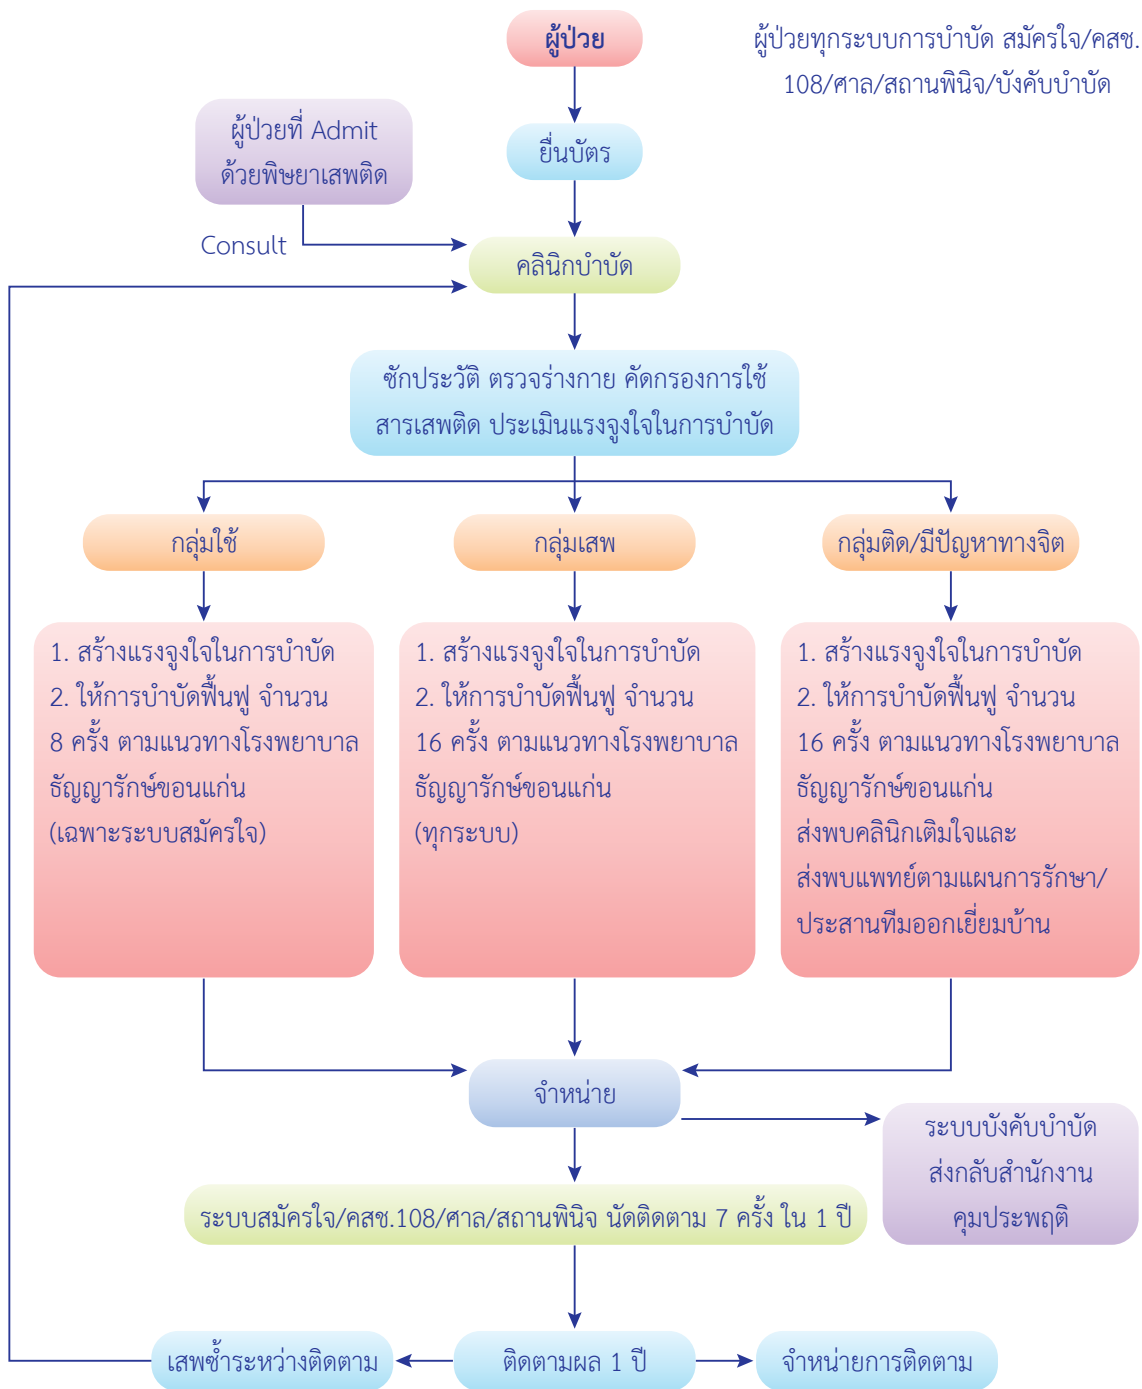 ผู้ป่วย
ผู้ป่วยทุกระบบการบำบัด สมัครใจ/คสช.
108/ศาล/สถานพินิจ/บังคับบำบัด
ผู้ป่วยที่ Admit
ด้วยพิษยาเสพติด
ยื่นบัตร
Consult
คลินิกบำบัด
ซักประวัติ ตรวจร่างกาย คัดกรองการใช้
สารเสพติด ประเมินแรงจูงใจในการบำบัด
กลุ่มใช้
กลุ่มเสพ
กลุ่มติด/มีปัญหาทางจิต
1. สร้างแรงจูงใจในการบำบัด
2. ให้การบำบัดฟื้นฟู จำนวน
8 ครั้ง ตามแนวทางโรงพยาบาล
ธัญญารักษ์ขอนแก่น
(เฉพาะระบบสมัครใจ)
1. สร้างแรงจูงใจในการบำบัด
2. ให้การบำบัดฟื้นฟู จำนวน
16 ครั้ง ตามแนวทางโรงพยาบาล
ธัญญารักษ์ขอนแก่น
(ทุกระบบ)
1. สร้างแรงจูงใจในการบำบัด
2. ให้การบำบัดฟื้นฟู จำนวน
16 ครั้ง ตามแนวทางโรงพยาบาล
ธัญญารักษ์ขอนแก่น
ส่งพบคลินิกเติมใจและ
ส่งพบแพทย์ตามแผนการรักษา/
ประสานทีมออกเยี่ยมบ้าน
จำหน่าย
ระบบบังคับบำบัด
ส่งกลับสำนักงาน
คุมประพฤติ
ระบบสมัครใจ/คสช.108/ศาล/สถานพินิจ นัดติดตาม 7 ครั้ง ใน 1 ปี
เสพซ้ำระหว่างติดตาม
ติดตามผล 1 ปี
จำหน่ายการติดตาม